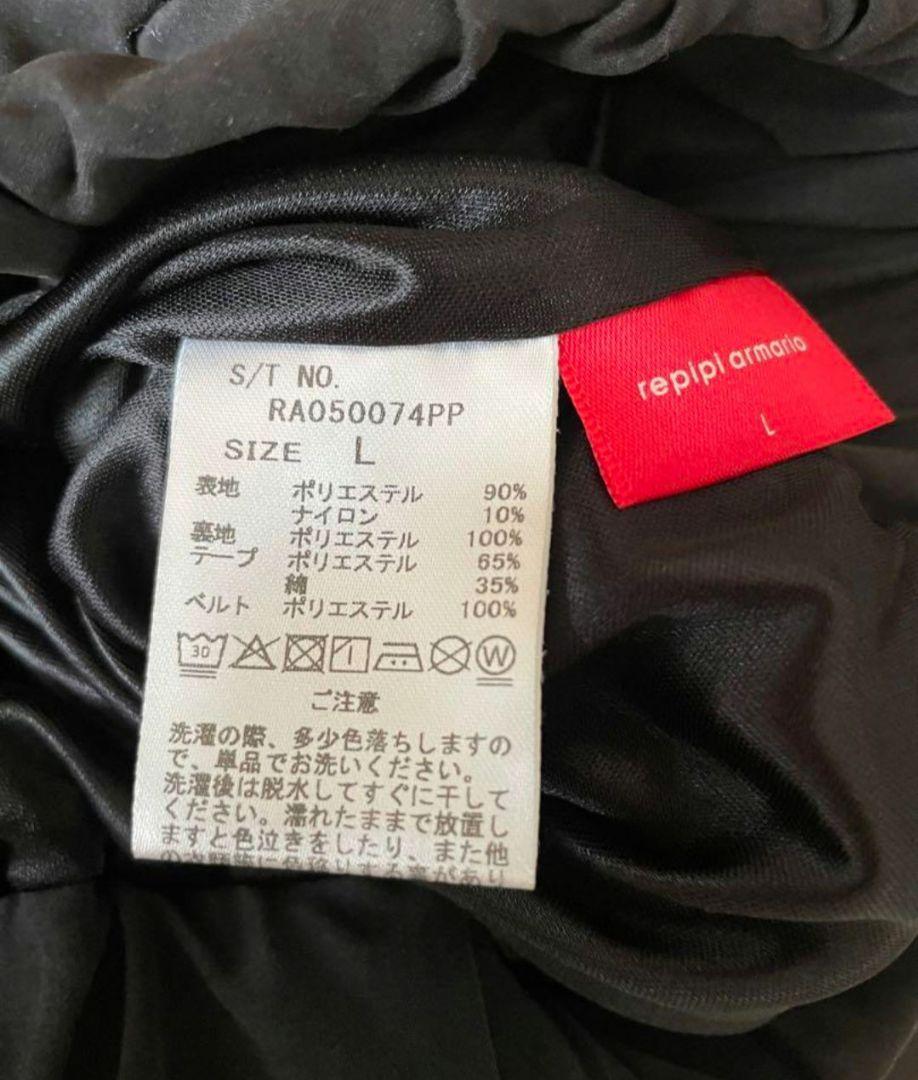 S/T NO.
RA050074PP
SIZE L
表地 ポリエステル 90%
ナイロン 10%
裏地 ポリエステル 100%
テープ ポリエステル 65%
綿 35%
ベルト ポリエステル 100%
30 W
ご注意
洗濯の際、多少色落ちしますの
で、単品でお洗いください。
洗濯後は脱水してすぐに干して
ください。濡れたままで放置し
ますと色泣きをしたり、また他
repipi armario
L